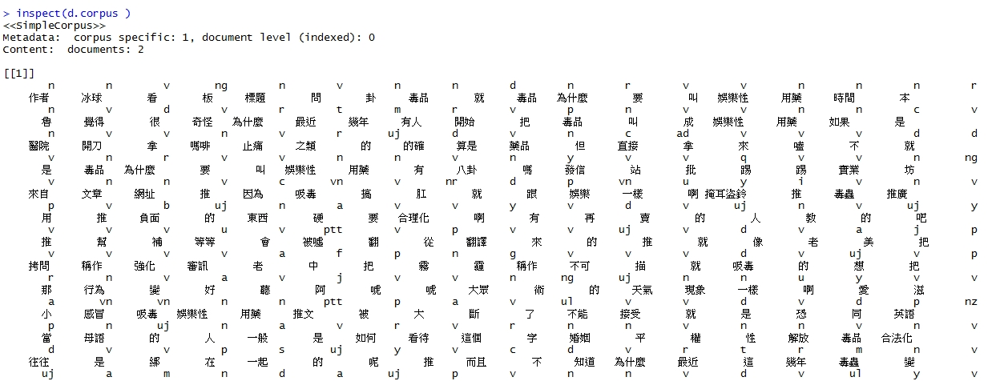 > inspect(d.corpus )
<<SimpleCorpus>>
Metadata:  corpus specific: 1, document level (indexed): 0
Content:  documents: 2
[[1]]
n n v ng n v n n d n r v v n n n r
作者 冰球 看 板 標題 問 卦 毒品 就 毒品 為什麼 要 叫 娛樂性 用藥 時間 本
n v d v r t m r v p n v v n n c v
魯 覺得 很 奇怪 為什麼 最近 幾年 有人 開始 把 毒品 叫 成 娛樂性 用藥 如果 是
n v v n v r uj d v n c ad v v v d d
醫院 開刀 拿 嗎啡 止痛 之類 的 的確 算是 藥品 但 直接 拿 來 嗑 不 就
v n r v v n n v n y v v q v v n ng
是 毒品 為什麼 要 叫 娛樂性 用藥 有 八卦 嗎 發信 站 批 踢 踢 實業 坊
v n n v c vn v nr d p vn u y i v n v
來自 文章 網址 推 因為 吸毒 搞 肛 就 跟 娛樂 一樣 啊 掩耳盜鈴 推 毒蟲 推廣
p v b uj n a v v y v d v uj n v uj y
用 推 負面 的 東西 硬 要 合理化 啊 有 再 賣 的 人 教 的 吧
v v v u v ptt v p v v uj v d v a j p
推 幫 補 等等 會 被噓 翻 從 翻譯 來 的 推 就 像 老 美 把
v v v v a f p n g v v v d v uj v p
拷問 稱作 強化 審訊 老 中 把 霧 霾 稱作 不可 描 就 吸毒 的 想 把
r n v a v j v v n ng uj n n u y v v
那 行為 變 好 聽 阿 唬 唬 大眾 術 的 天氣 現象 一樣 啊 愛 滋
a vn vn n n ptt p a v ul v v d v d p nz
小 感冒 吸毒 娛樂性 用藥 推文 被 大 斷 了 不能 接受 就 是 恐 同 英語
p n uj n a v r v r n n v n n v n v
當 母語 的 人 一般 是 如何 看待 這個 字 婚姻 平 權 性 解放 毒品 合法化
d v v p s uj y v c d v r t r m n v
往往 是 綁 在 一起 的 呢 推 而且 不 知道 為什麼 最近 這 幾年 毒蟲 變
uj a m n d a uj p v n n v d v ul y v